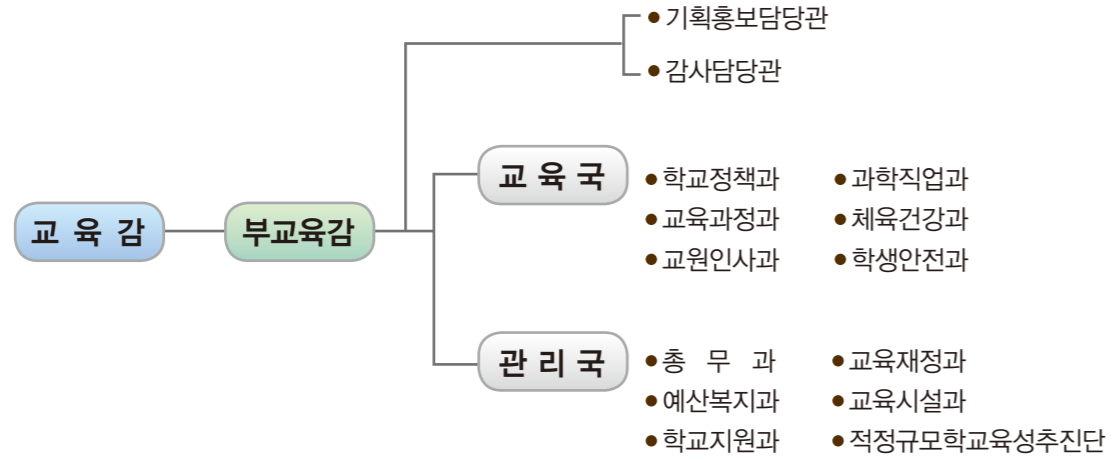 기획홍보담당관
감사담당관
교육감
부교육감
교육국
학교정책과
과학직업과
교육과정과
체육건강과
교원인사과
학생안전과
관리국
총 무 과
교육재정과
예산복지과
교육시설과
학교지원과
적정규모학교육성추진단